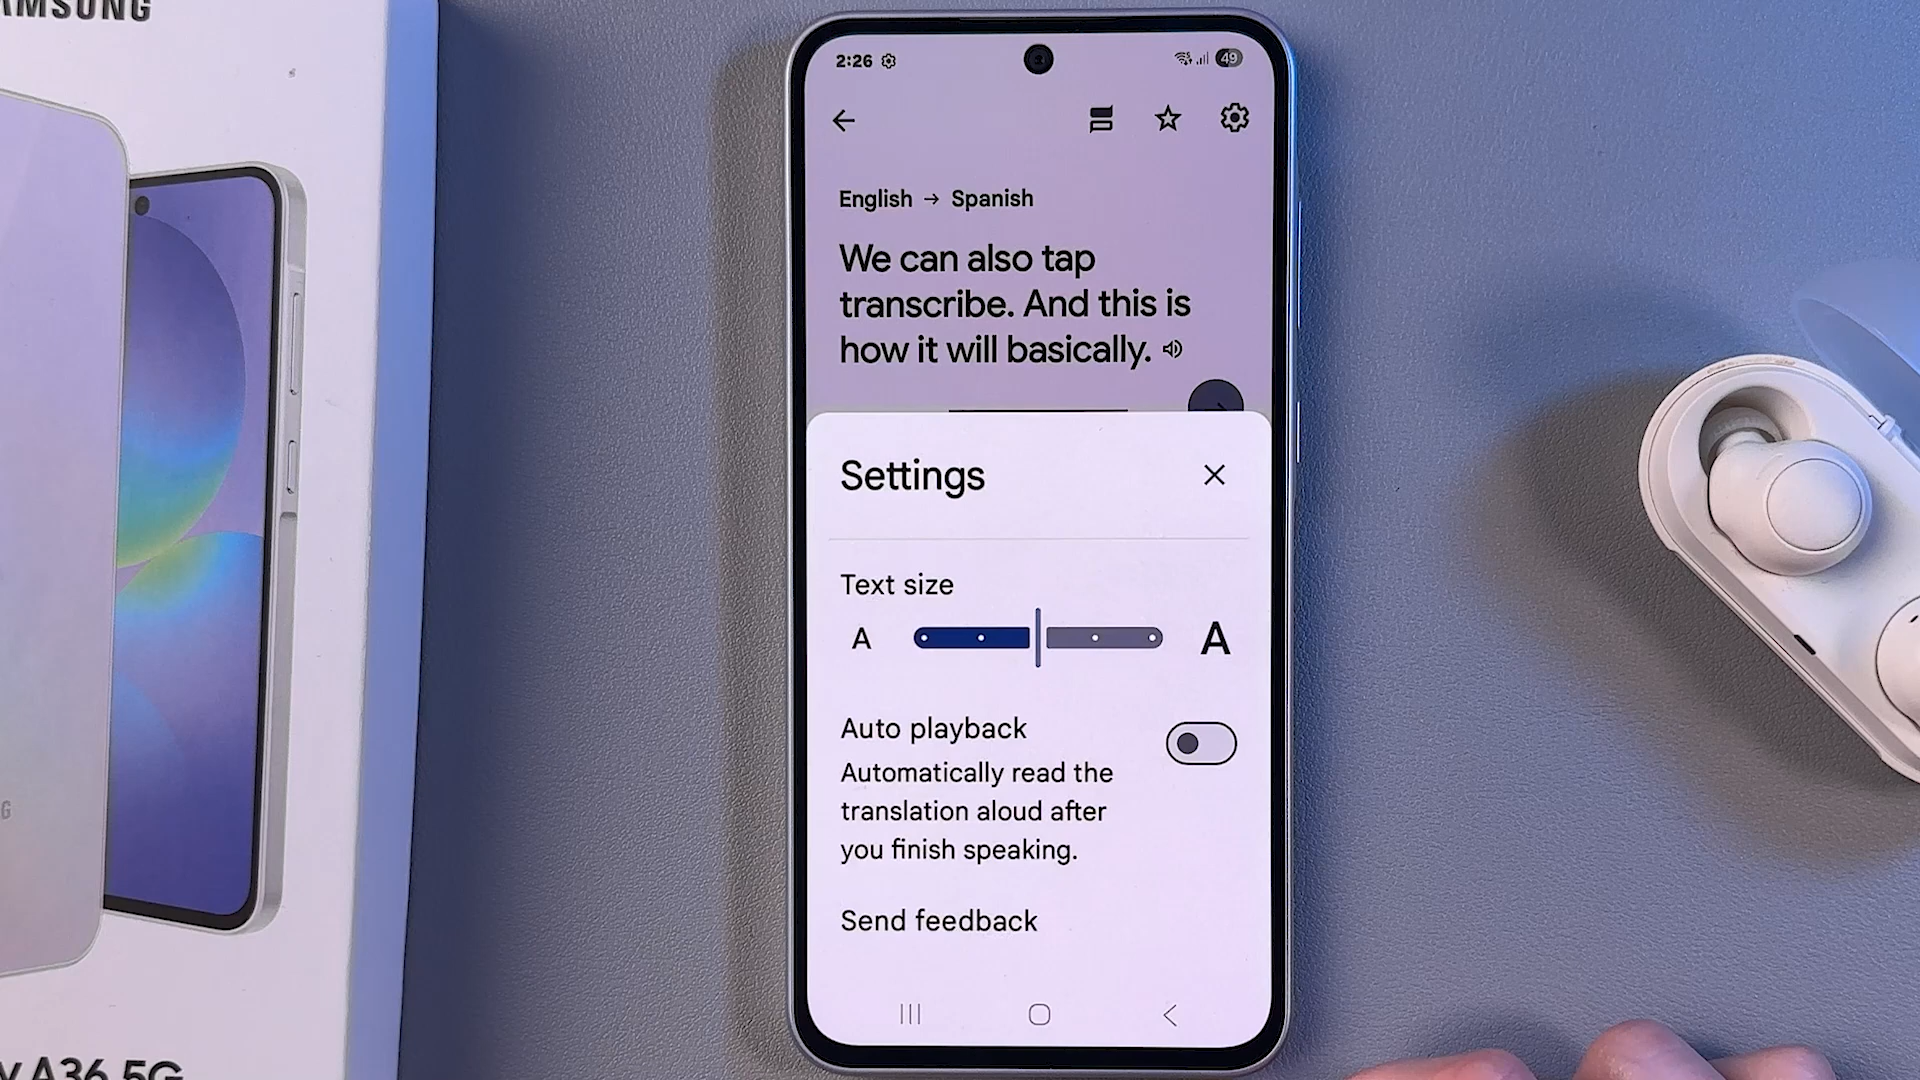 AMSUNG
2:26
49
English → Spanish
We can also tap
transcribe. And this is
how it will basically.
Settings
Text size
A A
Auto playback
Automatically read the
translation aloud after
you finish speaking.
Send feedback
G
y A36 5G